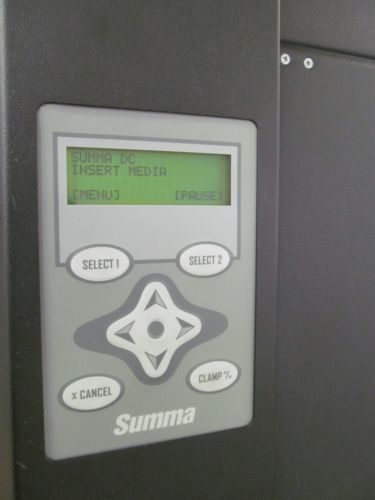 SUMMA DC
INSERT MEDIA
[MENU] [PAUSE]
SELECT 1 SELECT 2
x CANCEL CLAMP %
Summa